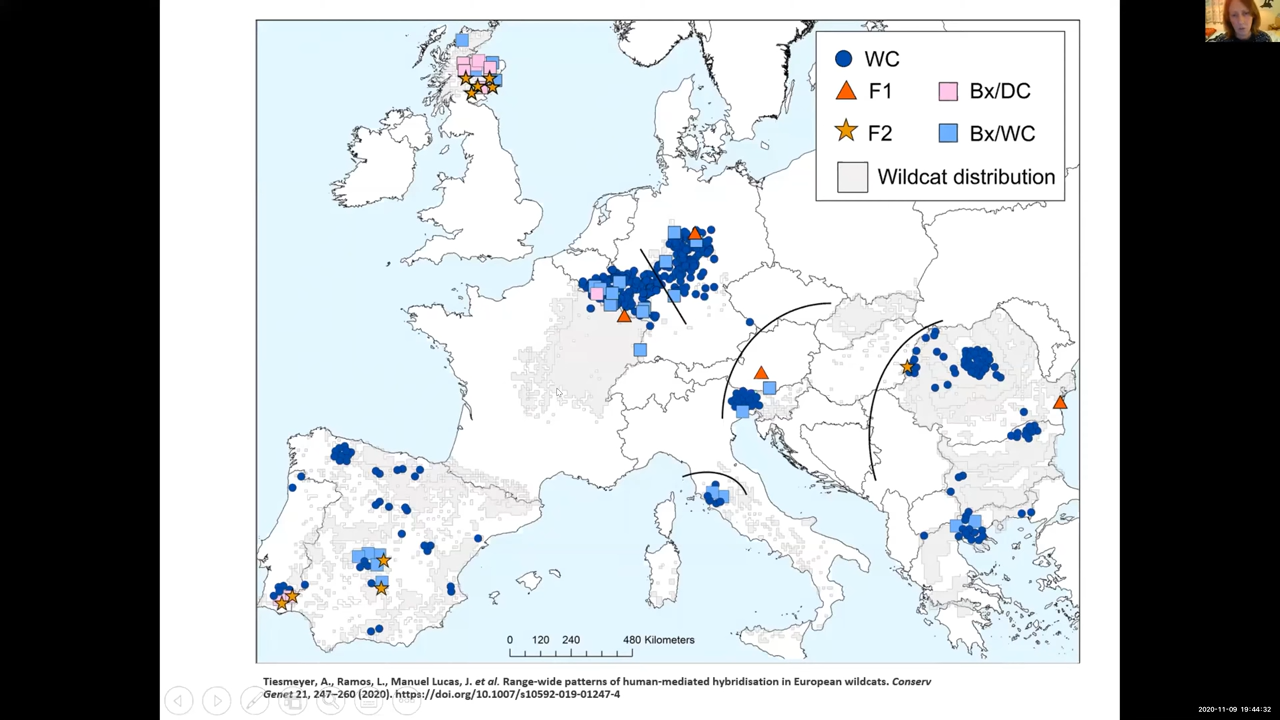 WC
F1
Bx/DC
F2
Bx/WC
Wildcat distribution
0 120 240 480 Kilometers
Tiesmeyer, A., Ramos, L., Manuel Lucas, J. et al. Range-wide patterns of human-mediated hybridisation in European wildcats. Conserv
Genet 21, 247–260 (2020). https://doi.org/10.1007/s10592-019-01247-4
2020-11-09 19:44:32